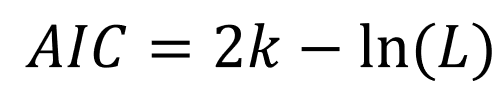 AIC = 2k − ln(L)